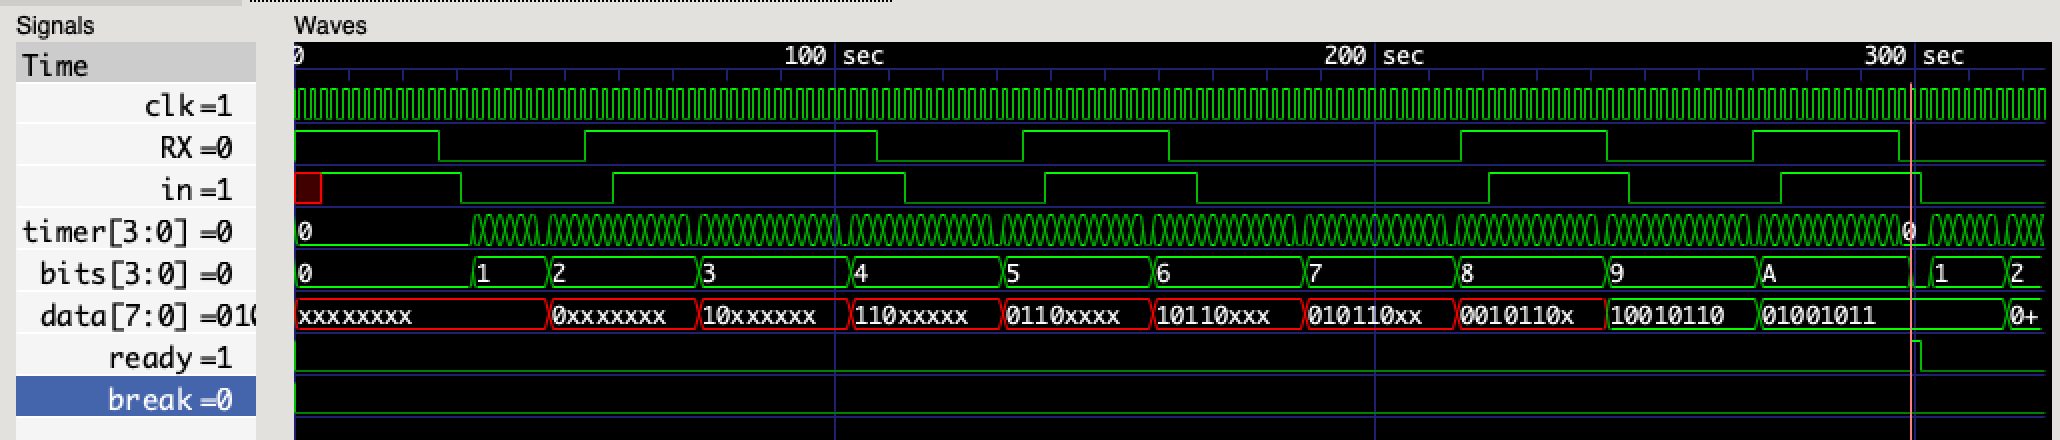 Signals Waves
Time 0 100 sec 200 sec 300 sec
clk=1
RX=0
in=1
timer[3:0]=0 0 0
bits[3:0]=0 0 1 2 3 4 5 6 7 8 9 A 1 2
data[7:0]=010 xxxxxxxx 0xxxxxxx 10xxxxxx 110xxxxx 0110xxxx 10110xxx 010110xx 0010110x 10010110 01001011 0+
ready=1
break=0